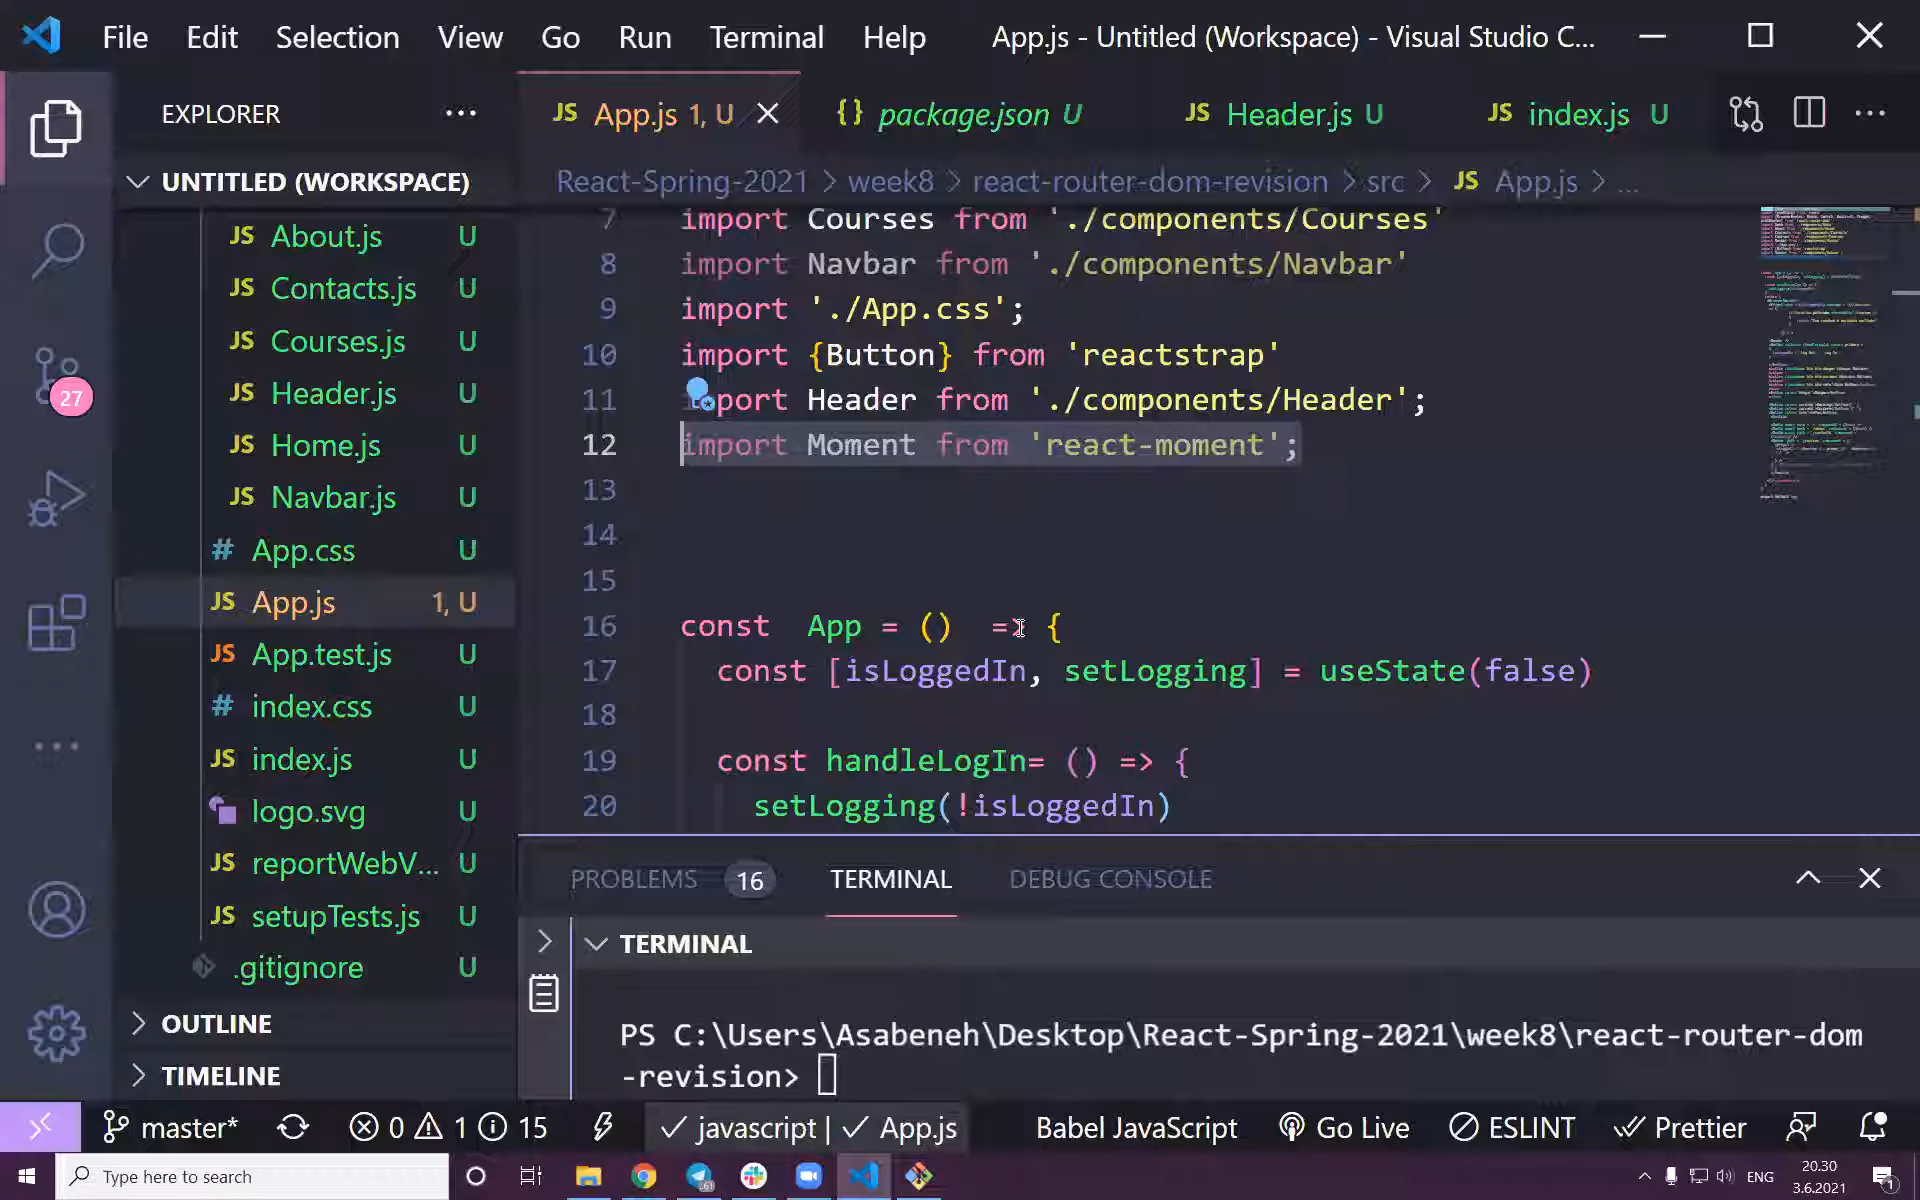 File Edit Selection View Go Run Terminal Help App.js - Untitled (Workspace) - Visual Studio C...
EXPLORER
JS App.js 1, U {} package.json U JS Header.js U JS index.js U
UNTITLED (WORKSPACE)
React-Spring-2021 > week8 > react-router-dom-revision > src > JS App.js > ...
JS About.js U
JS Contacts.js U
JS Courses.js U
JS Header.js U
JS Home.js U
JS Navbar.js U
# App.css U
JS App.js 1, U
JS App.test.js U
# index.css U
JS index.js U
logo.svg U
JS reportWebV... U
JS setupTests.js U
.gitignore U
OUTLINE
TIMELINE
27
7 import Courses from './components/Courses'
8 import Navbar from './components/Navbar'
9 import './App.css';
10 import {Button} from 'reactstrap'
11 import Header from './components/Header';
12 import Moment from 'react-moment';
13
14
15
16 const App = () => {
17 const [isLoggedIn, setLogging] = useState(false)
18
19 const handleLogIn= () => {
20 setLogging(!isLoggedIn)
PROBLEMS 16 TERMINAL DEBUG CONSOLE
TERMINAL
PS C:\Users\Asabeneh\Desktop\React-Spring-2021\week8\react-router-dom
-revision>
master* 0 1 15 javascript | App.js Babel JavaScript Go Live ESLINT Prettier
Type here to search
ENG
20.30
3.6.2021